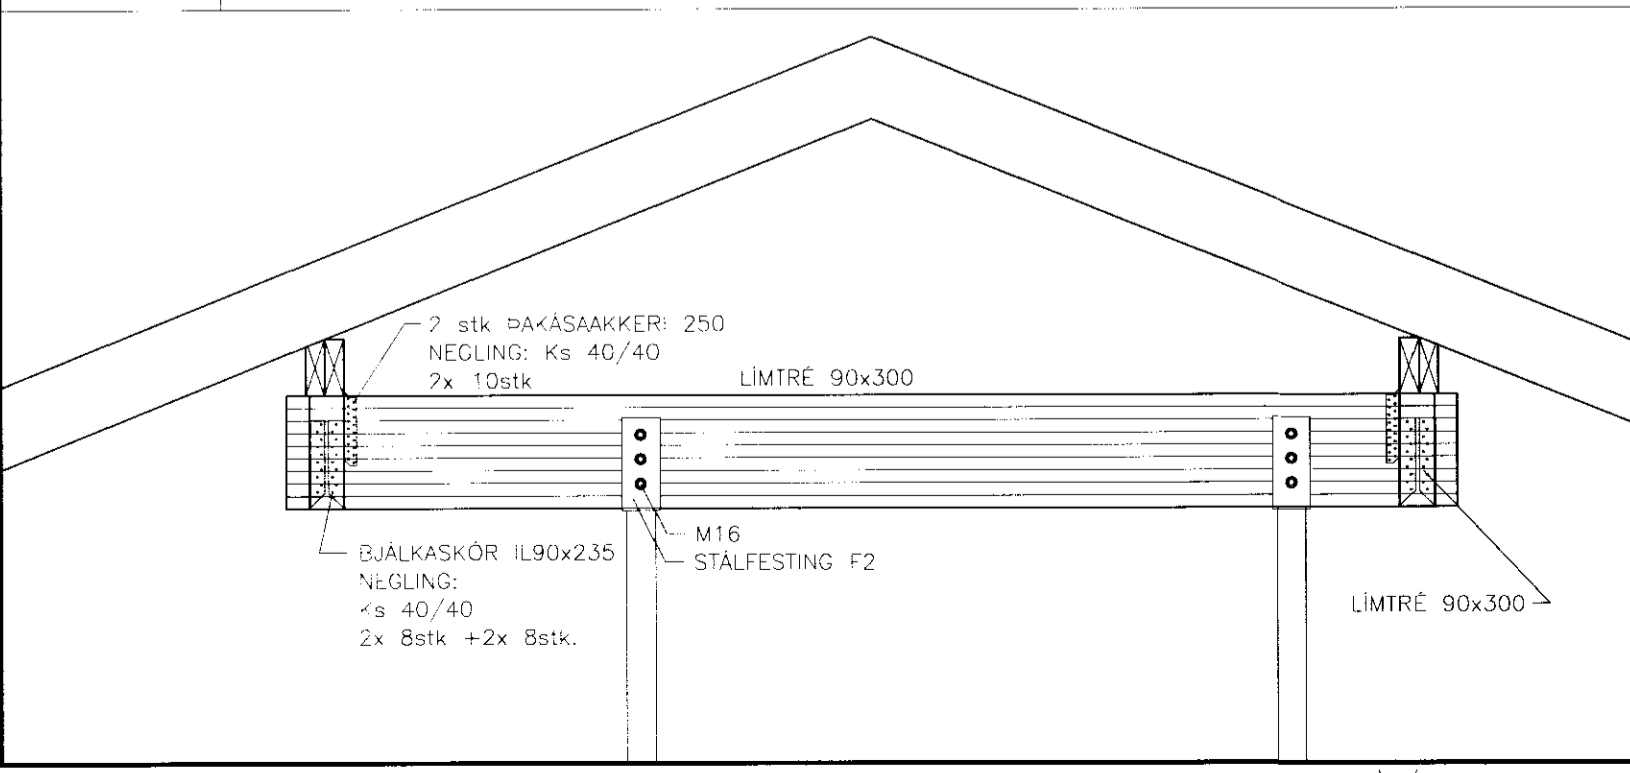 2 stk ÞAKÁSAAKKERI 250
NEGLING: Ks 40/40
2x 10stk
LÍMTRÉ 90x300
M16
STÁLFESTING F2
BJÁLKASKÓR IL90x235
NEGLING:
Ks 40/40
2x 8stk +2x 8stk.
LÍMTRÉ 90x300